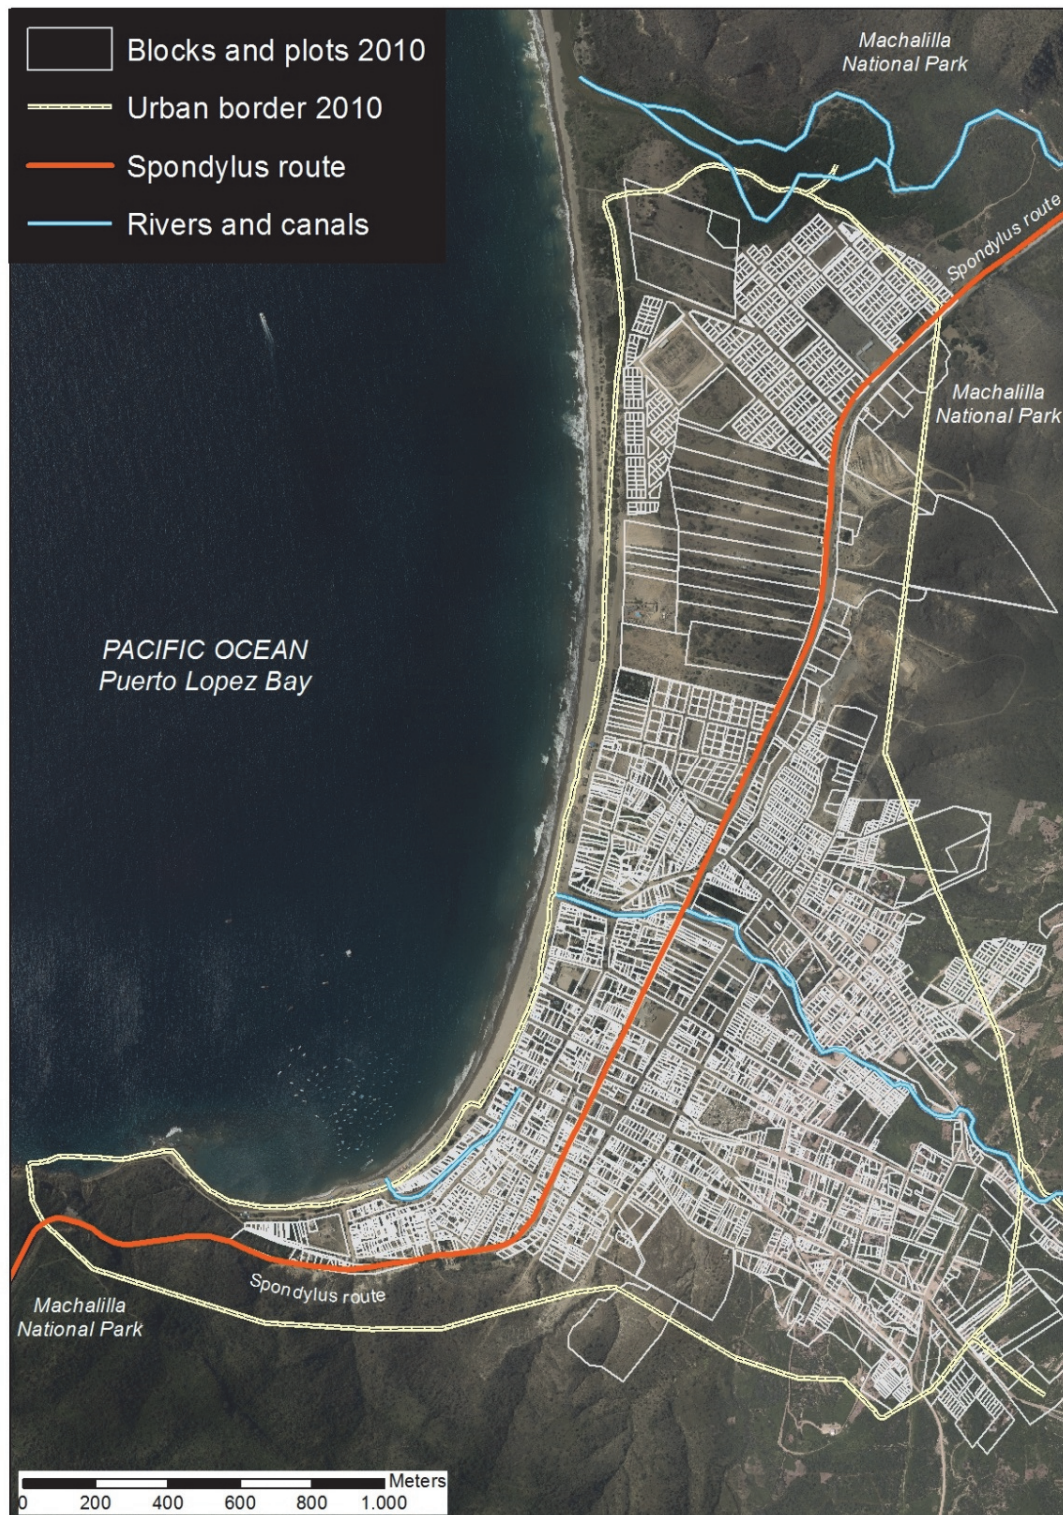 Blocks and plots 2010
Urban border 2010
Spondylus route
Rivers and canals
Machalilla
National Park
Spondylus route
Machalilla
National Park
PACIFIC OCEAN
Puerto Lopez Bay
Spondylus route
Machalilla
National Park
Meters
0 200 400 600 800 1.000